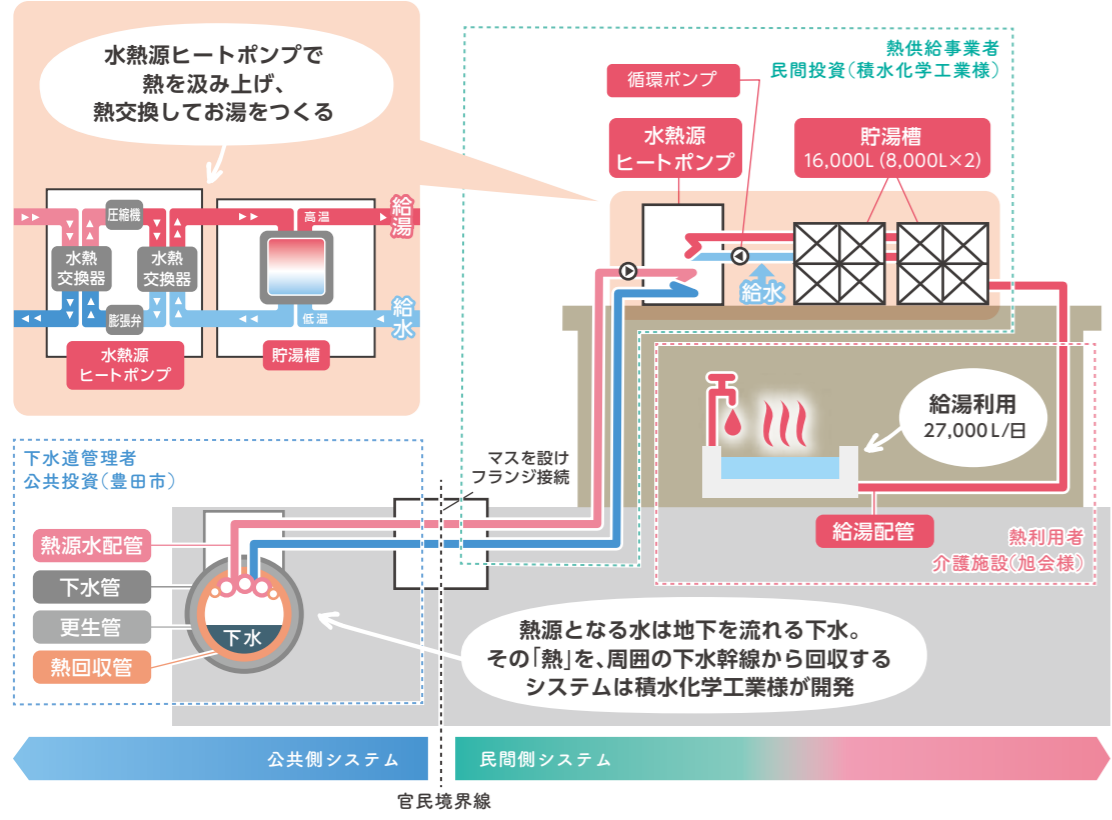 水熱源ヒートポンプで
熱を汲み上げ、
熱交換してお湯をつくる
圧縮機
高温
給湯
水熱
交換器
水熱
交換器
膨張弁
低温
給水
水熱源
ヒートポンプ
貯湯槽
熱供給事業者
民間投資（積水化学工業様）
循環ポンプ
水熱源
ヒートポンプ
貯湯槽
16,000L（8,000L×2）
給水
給湯利用
27,000L/日
給湯配管
熱利用者
介護施設（旭会様）
下水道管理者
公共投資（豊田市）
マスを設け
フランジ接続
熱源水配管
下水管
更生管
熱回収管
下水
熱源となる水は地下を流れる下水。
その「熱」を、周囲の下水幹線から回収する
システムは積水化学工業様が開発
公共側システム
民間側システム
官民境界線